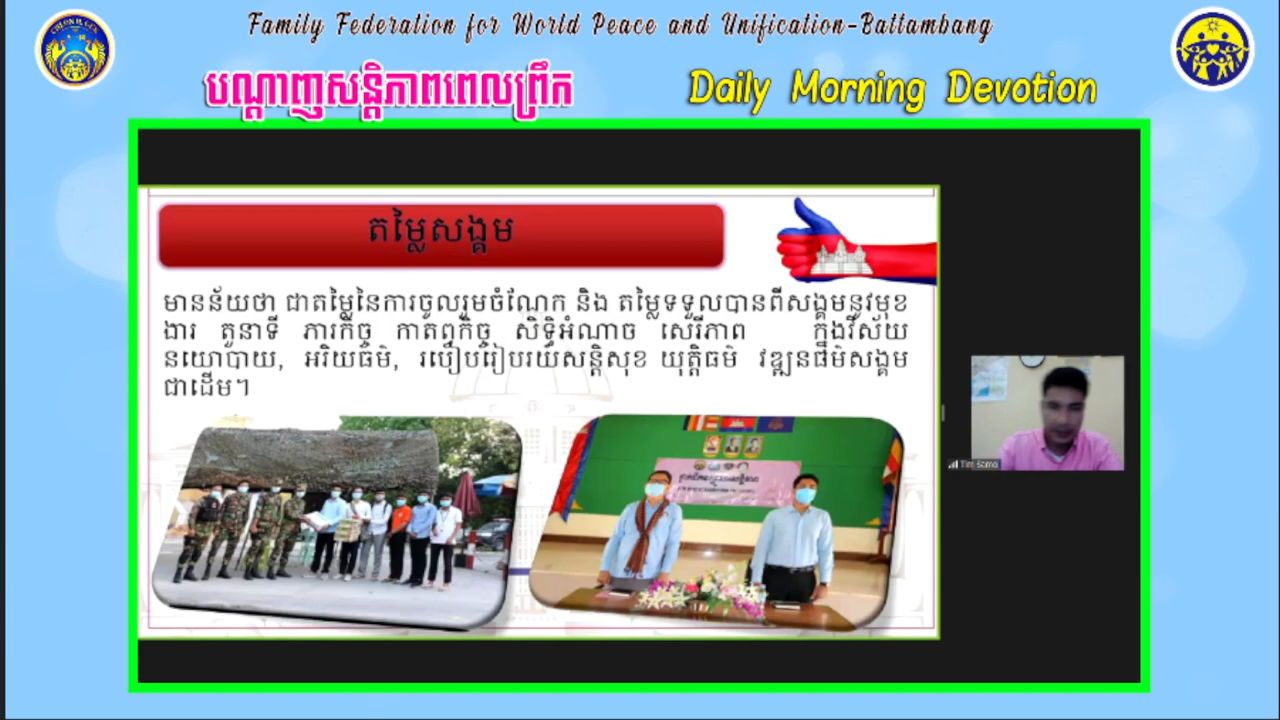 Family Federation for World Peace and Unification-Battambang
បណ្តាញសន្តិភាពពេលព្រឹក
Daily Morning Devotion
តម្លៃសង្គម
មានន័យថា ជាតម្លៃនៃការចូលរួមចំណែក និង តម្លៃទទួលបានពីសង្គមនូវមុខ
ងារ តួនាទី ភារកិច្ច កាតព្វកិច្ច សិទ្ធិអំណាច សេរីភាព ក្នុងវិស័យ
នយោបាយ, អរិយធម៌, របៀបរៀបរយសន្តិសុខ យុត្តិធម៌ វឌ្ឍនធម៌សង្គម
ជាដើម។